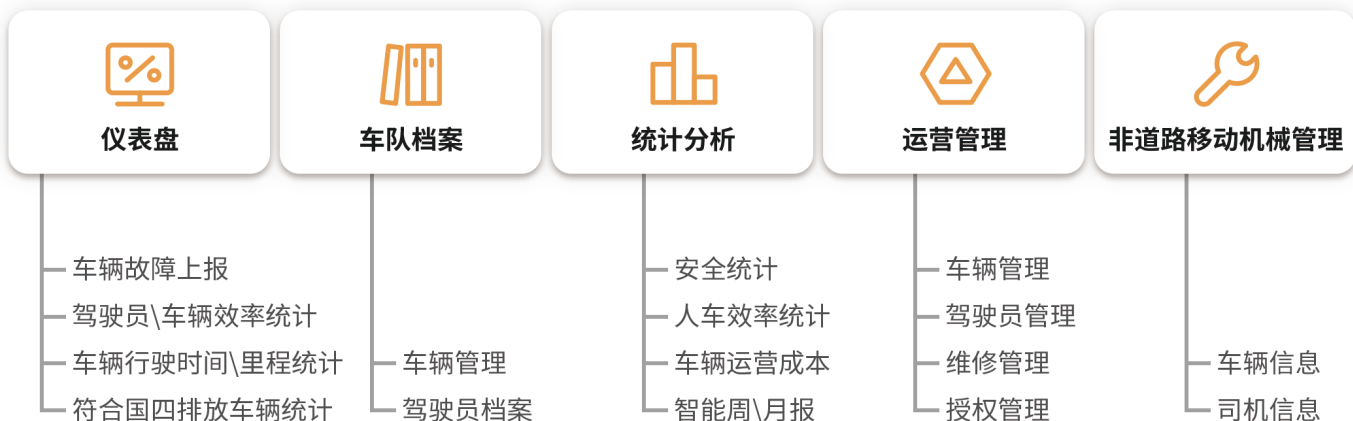 仪表盘
车辆故障上报
驾驶员\车辆效率统计
车辆行驶时间\里程统计
符合国四排放车辆统计
车队档案
车辆管理
驾驶员档案
统计分析
安全统计
人车效率统计
车辆运营成本
智能周\月报
运营管理
车辆管理
驾驶员管理
维修管理
授权管理
非道路移动机械管理
车辆信息
司机信息